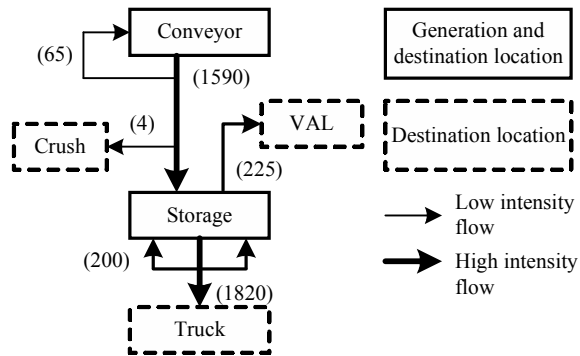 Conveyor
(65)
(1590)
Generation and
destination location
(4)
Crush
VAL
(225)
Destination location
Storage
Low intensity
flow
(200)
High intensity
flow
(1820)
Truck